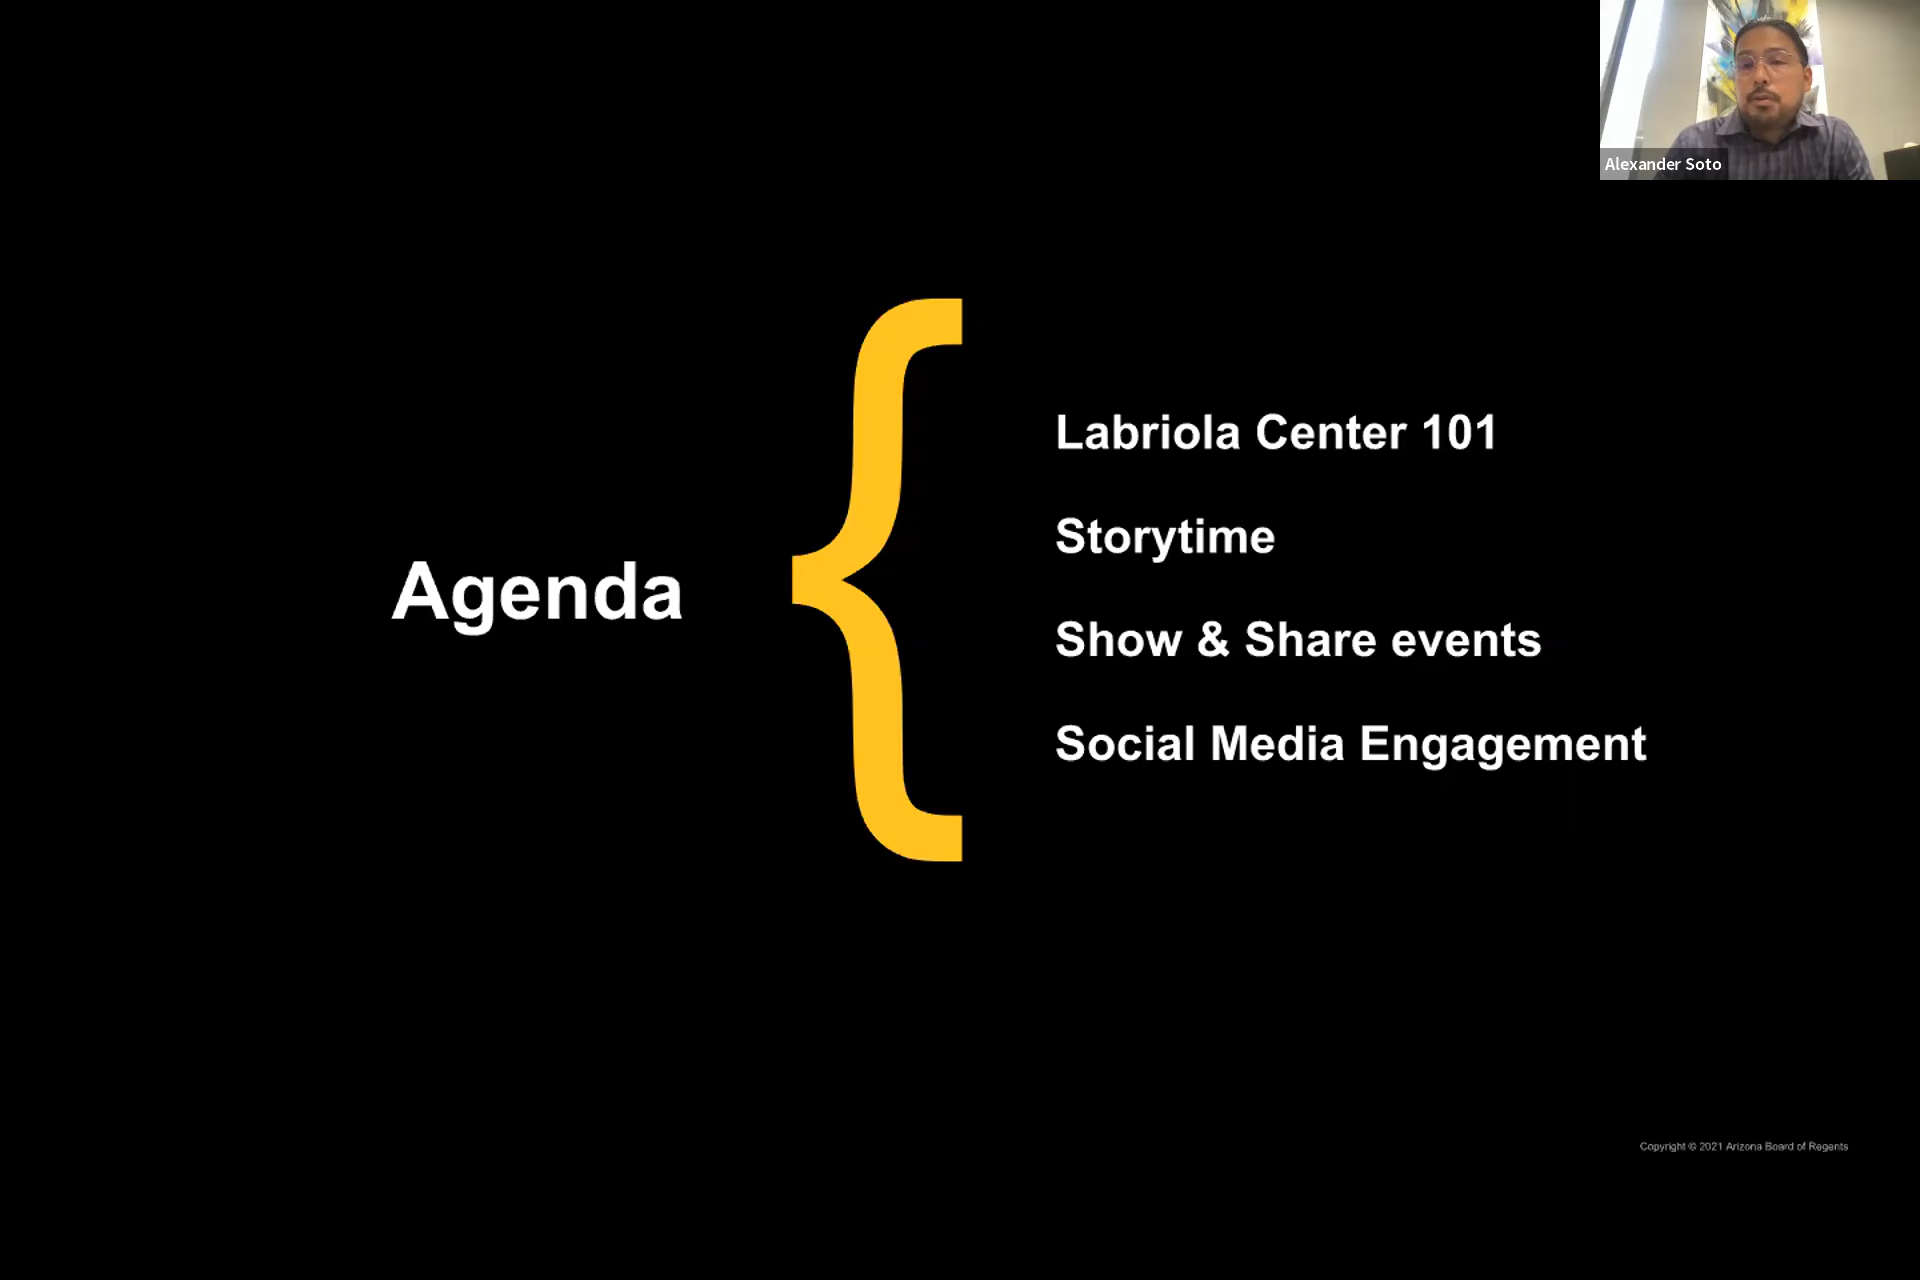 Alexander Soto
Agenda
Labriola Center 101
Storytime
Show & Share events
Social Media Engagement
Copyright © 2021 Arizona Board of Regents